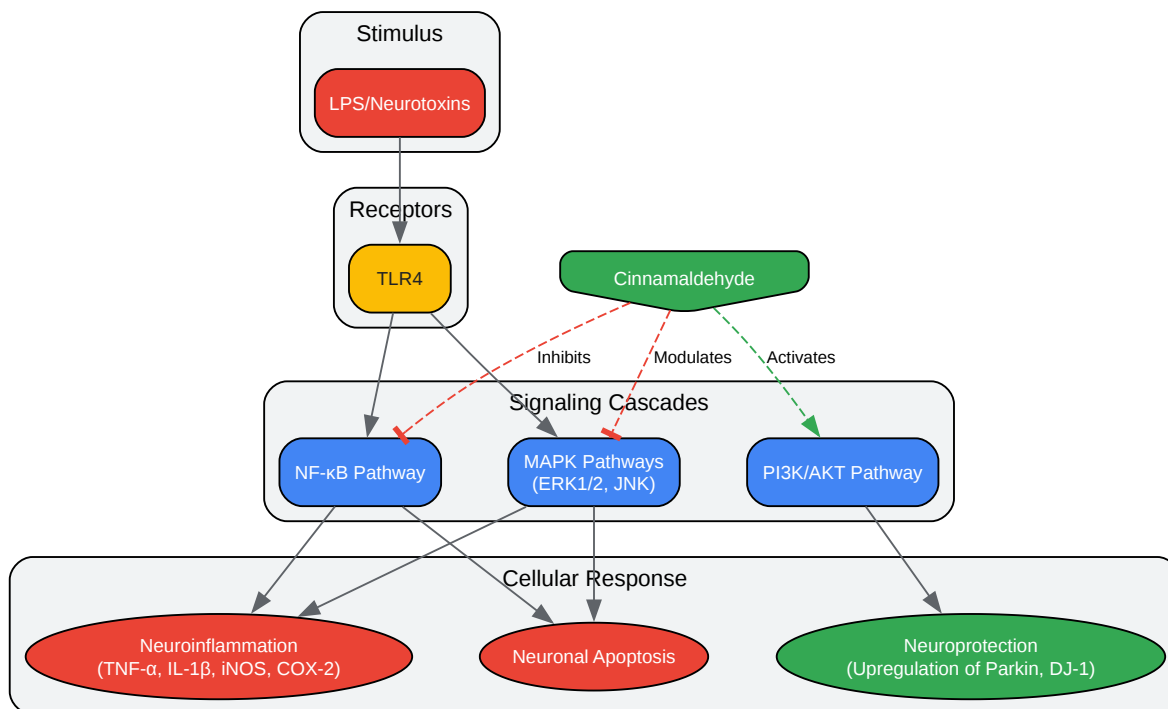 Stimulus
LPS/Neurotoxins
Receptors
TLR4
Cinnamaldehyde
Inhibits
Modulates
Activates
Signaling Cascades
NF-κB Pathway
MAPK Pathways
(ERK1/2, JNK)
PI3K/AKT Pathway
Cellular Response
Neuroinflammation
(TNF-α, IL-1β, iNOS, COX-2)
Neuronal Apoptosis
Neuroprotection
(Upregulation of Parkin, DJ-1)